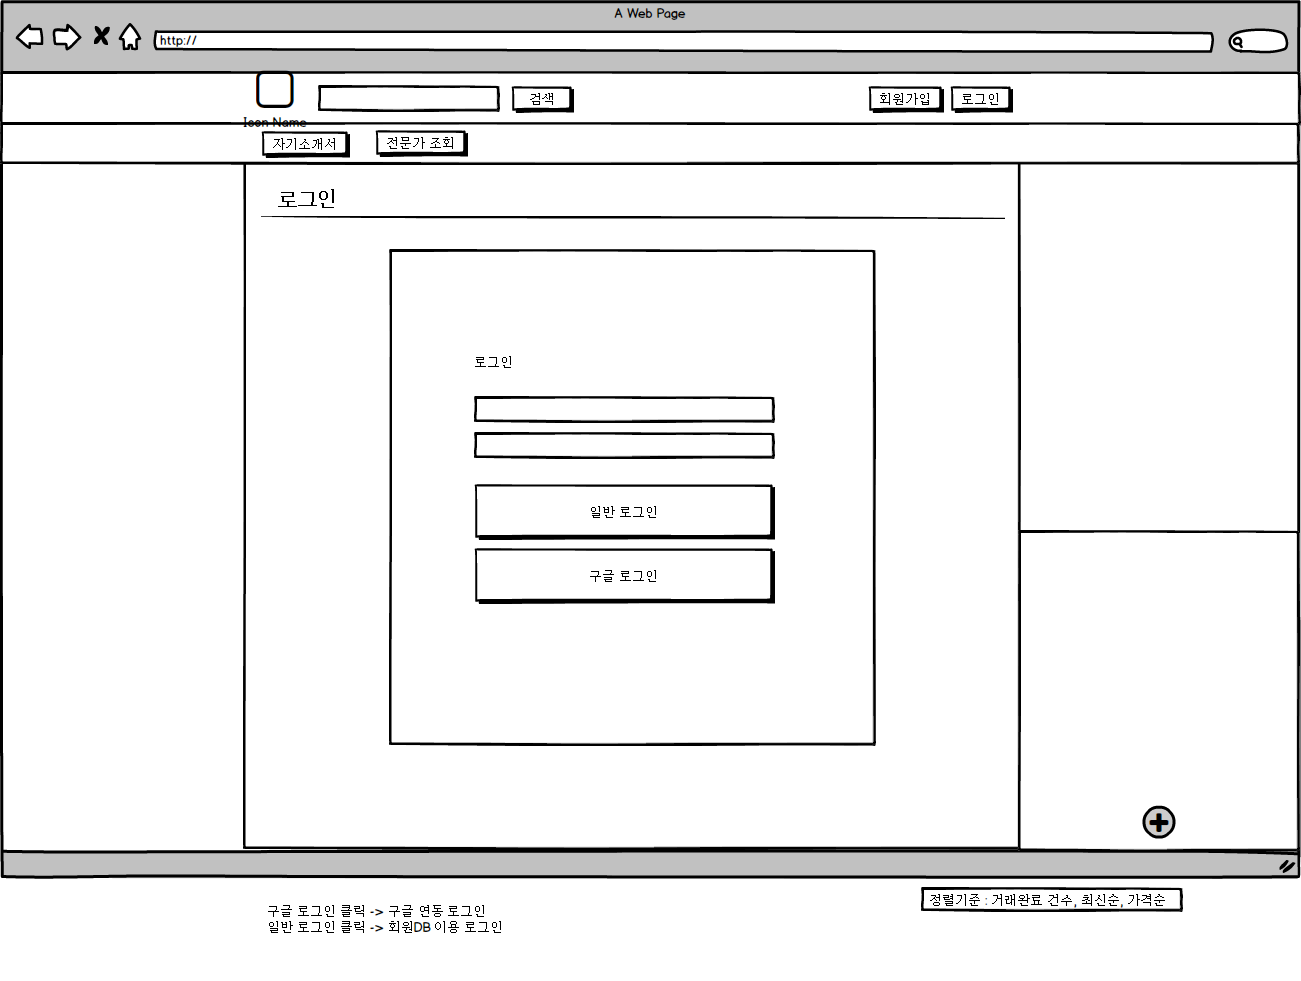 A Web Page
http://
검색
회원가입
로그인
Icon Name
자기소개서
전문가 조회
로그인
로그인
일반 로그인
구글 로그인
정렬기준 : 거래완료 건수, 최신순, 가격순
구글 로그인 클릭 -> 구글 연동 로그인
일반 로그인 클릭 -> 회원DB 이용 로그인